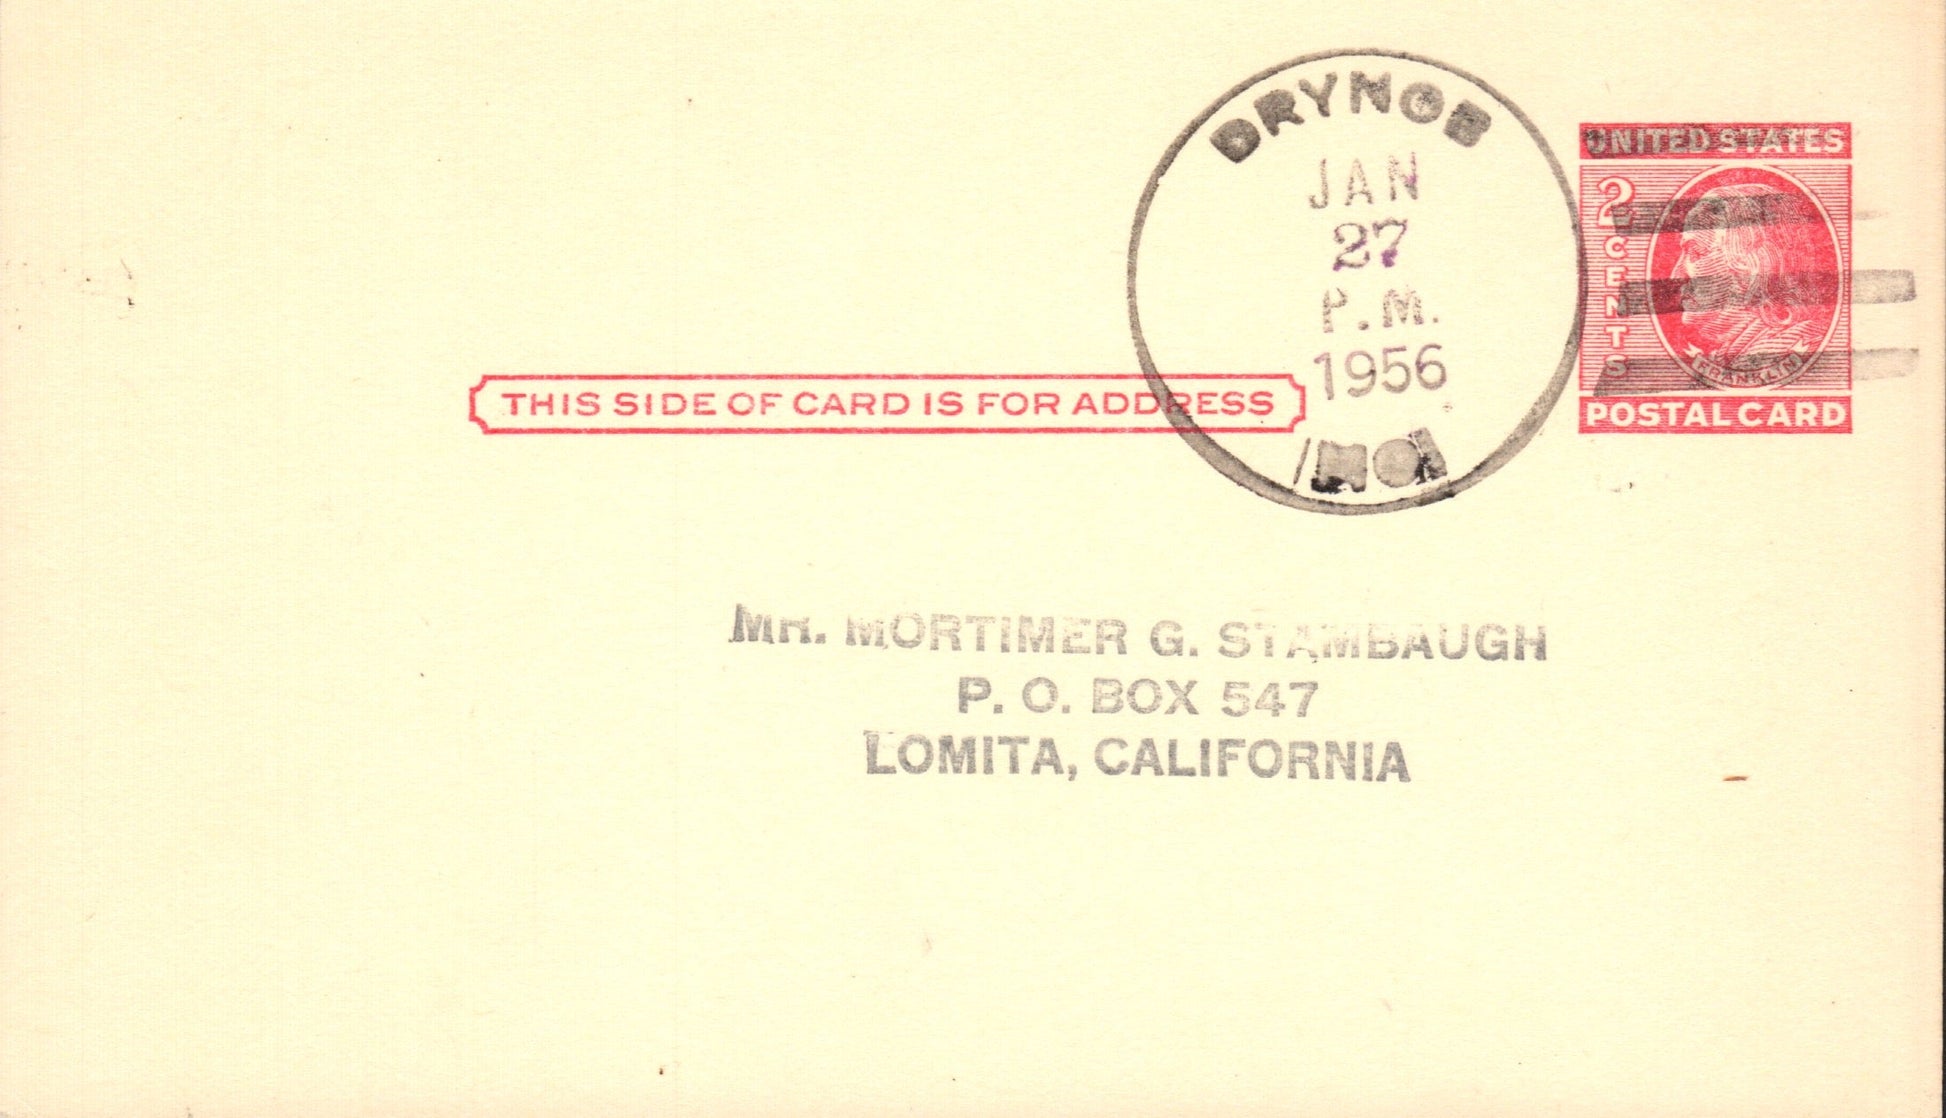 DRYNOB
JAN
27
P.M.
1956
MO.
UNITED STATES
2
CENTS
FRANKLIN
POSTAL CARD
THIS SIDE OF CARD IS FOR ADDRESS
MR. MORTIMER G. STAMBAUGH
P. O. BOX 547
LOMITA, CALIFORNIA